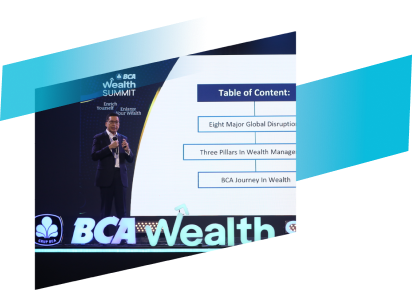 BCA
Wealth
SUMMIT
Enrich
Yourself
Enlarge
Your Wealth
Table of Content:
Eight Major Global Disruptio
Three Pillars In Wealth Manage
BCA Journey In Wealth
BCA Wealth S